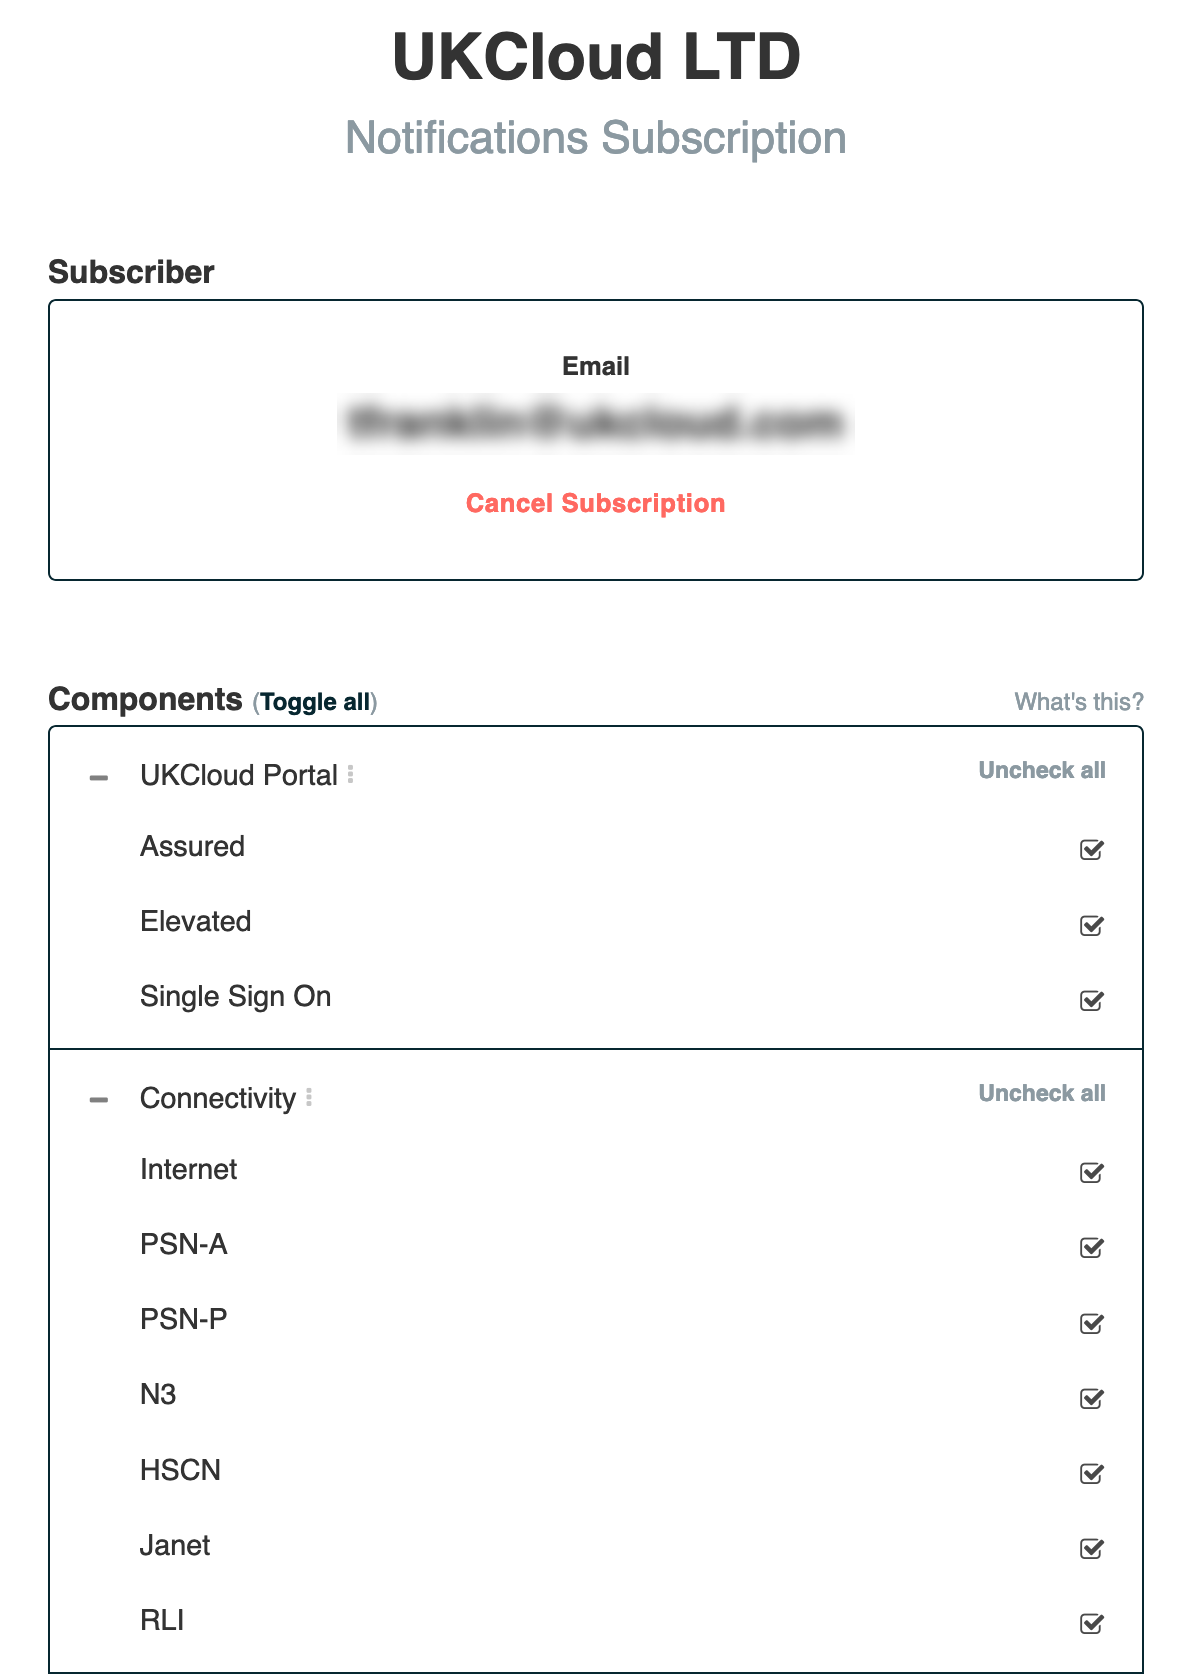 UKCloud LTD
Notifications Subscription
Subscriber
Email
Cancel Subscription
Components (Toggle all) What's this?
UKCloud Portal Uncheck all
Assured
Elevated
Single Sign On
Connectivity Uncheck all
Internet
PSN-A
PSN-P
N3
HSCN
Janet
RLI